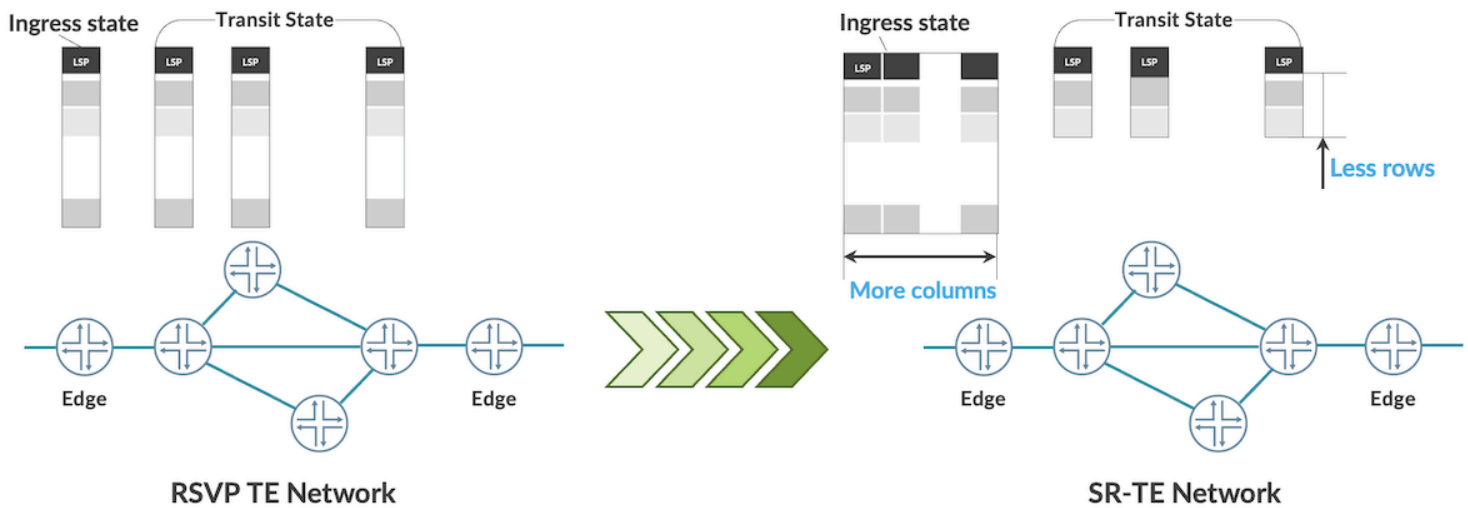 Ingress state
Transit State
LSP
LSP
LSP
LSP
Edge
Edge
RSVP TE Network
Ingress state
Transit State
LSP
LSP
LSP
LSP
Less rows
More columns
Edge
Edge
SR-TE Network